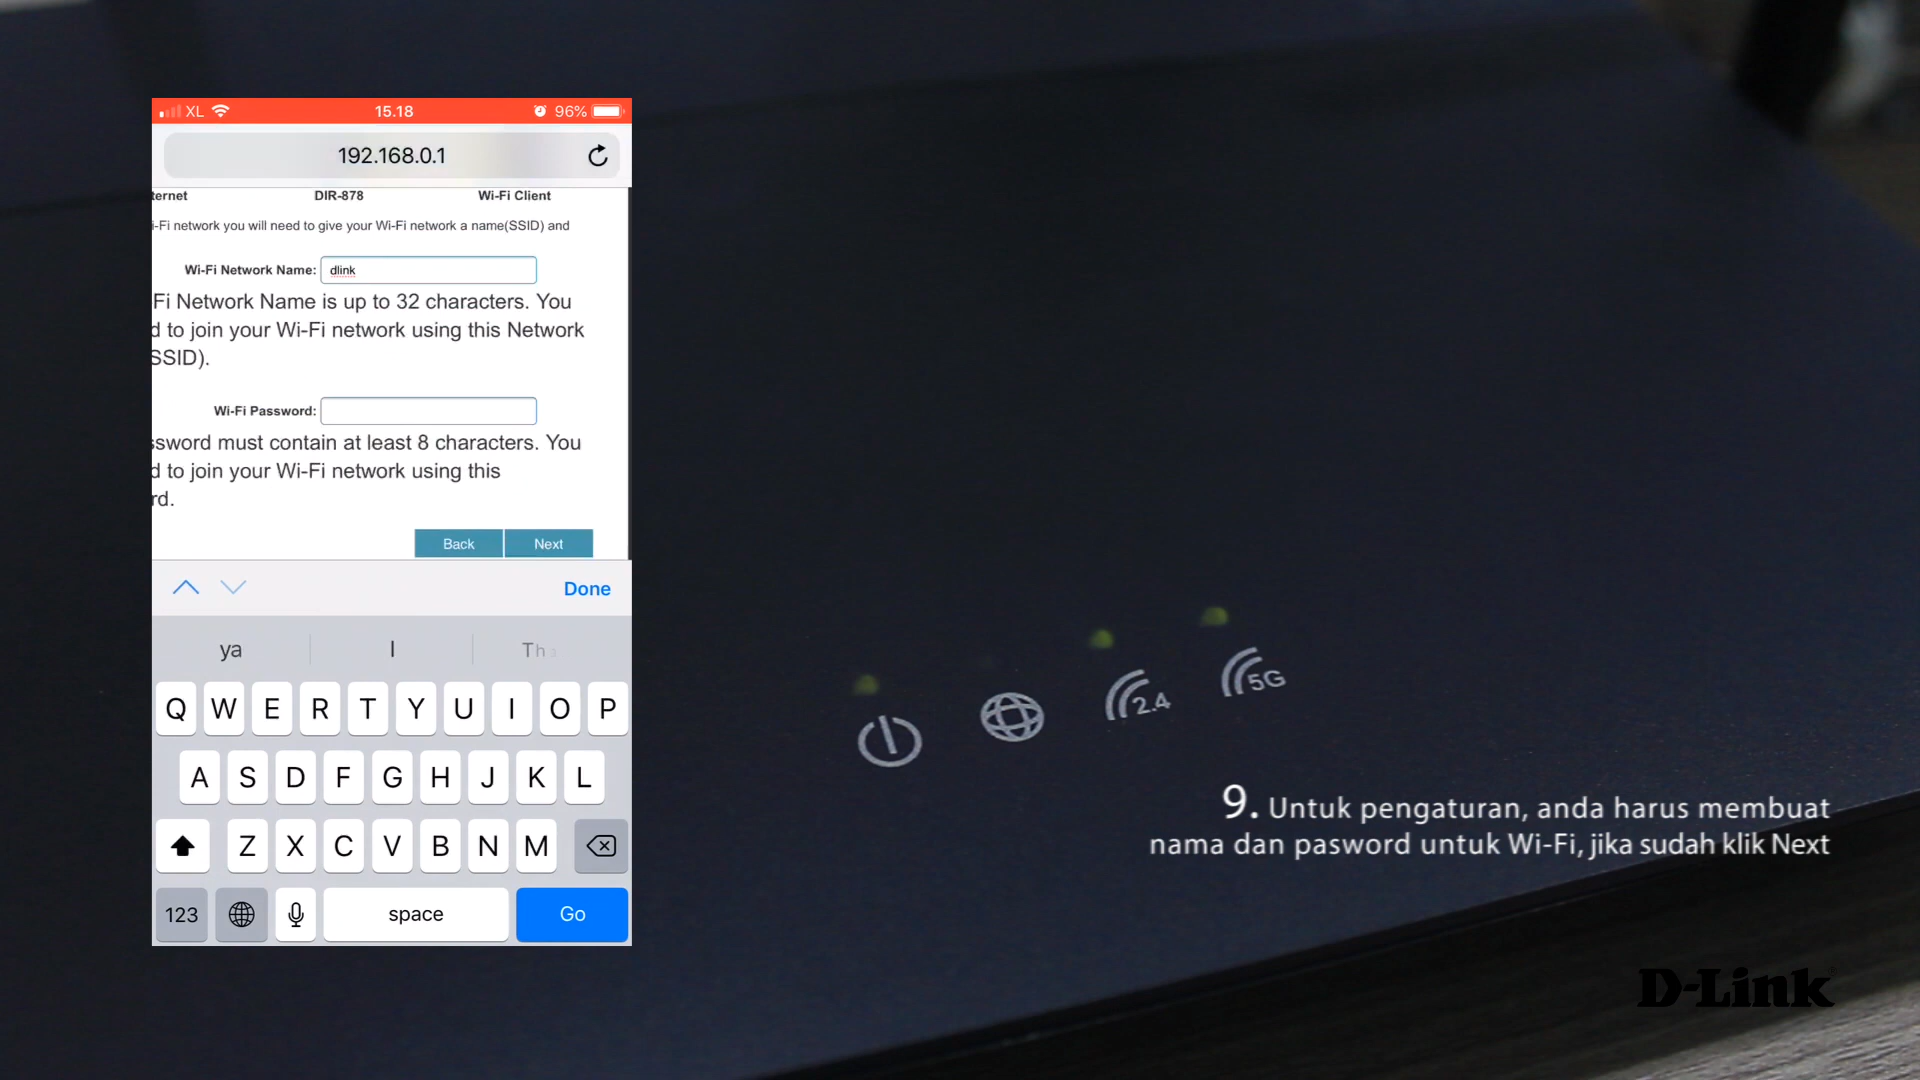 XL 15.18 96%
192.168.0.1
ternet DIR-878 Wi-Fi Client
i-Fi network you will need to give your Wi-Fi network a name(SSID) and
Wi-Fi Network Name: dlink
Fi Network Name is up to 32 characters. You
d to join your Wi-Fi network using this Network
SSID).
Wi-Fi Password:
ssword must contain at least 8 characters. You
d to join your Wi-Fi network using this
rd.
Back Next
Done
ya I Tha
Q W E R T Y U I O P
A S D F G H J K L
Z X C V B N M
123 space Go
2.4 5G
9. Untuk pengaturan, anda harus membuat
nama dan pasword untuk Wi-Fi, jika sudah klik Next
D-Link